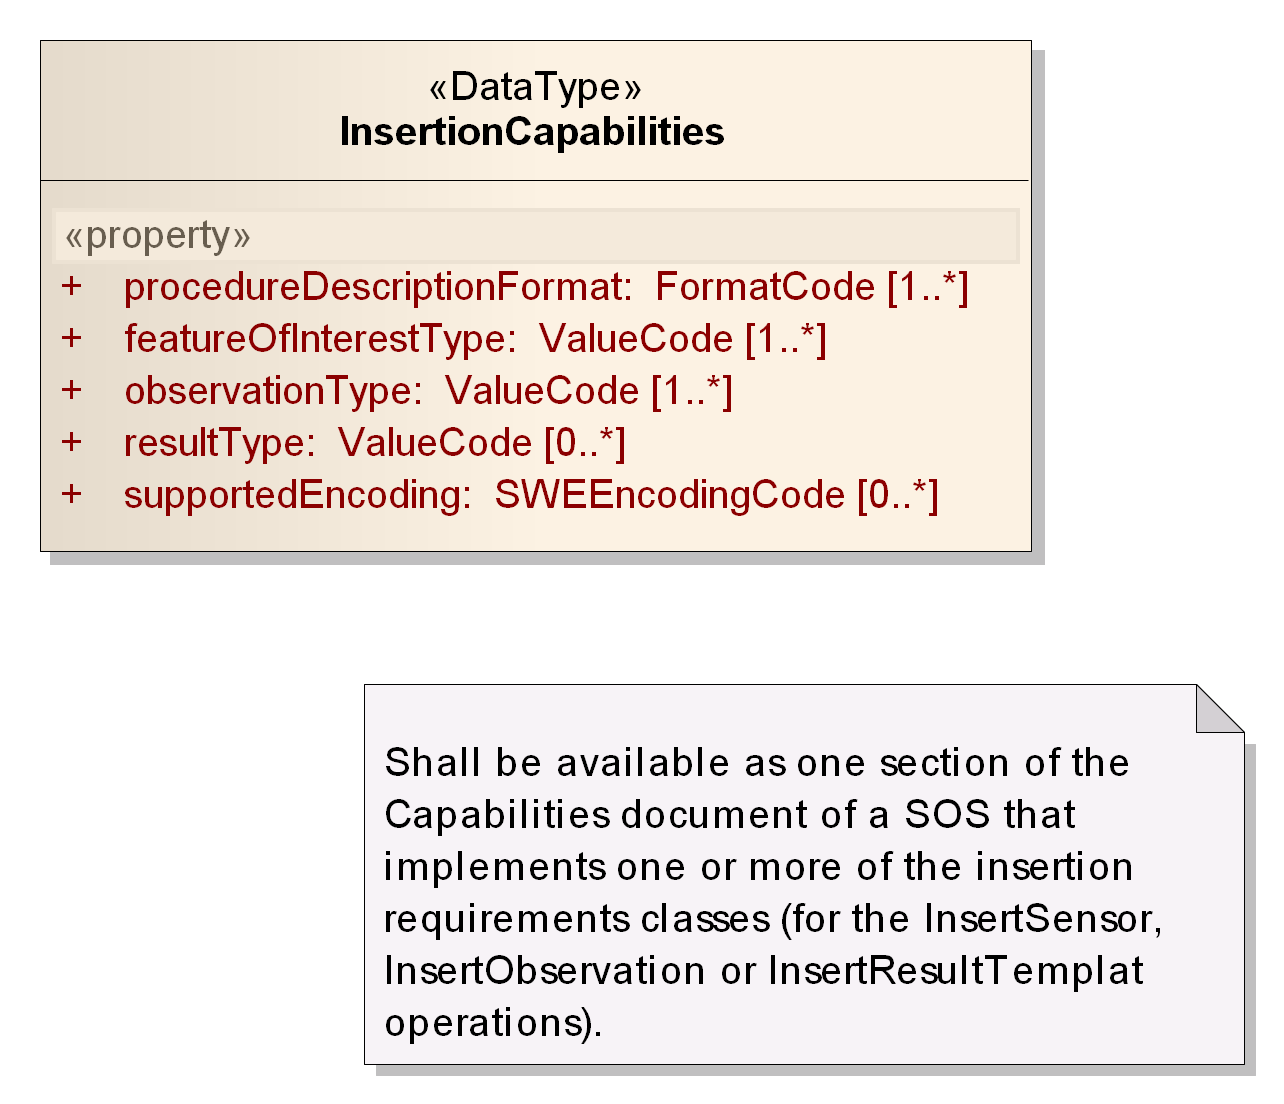 «DataType»
InsertionCapabilities
«property»
+ procedureDescriptionFormat: FormatCode [1..*]
+ featureOfInterestType: ValueCode [1..*]
+ observationType: ValueCode [1..*]
+ resultType: ValueCode [0..*]
+ supportedEncoding: SWEEncodingCode [0..*]
Shall be available as one section of the
Capabilities document of a SOS that
implements one or more of the insertion
requirements classes (for the InsertSensor,
InsertObservation or InsertResultTemplat
operations).